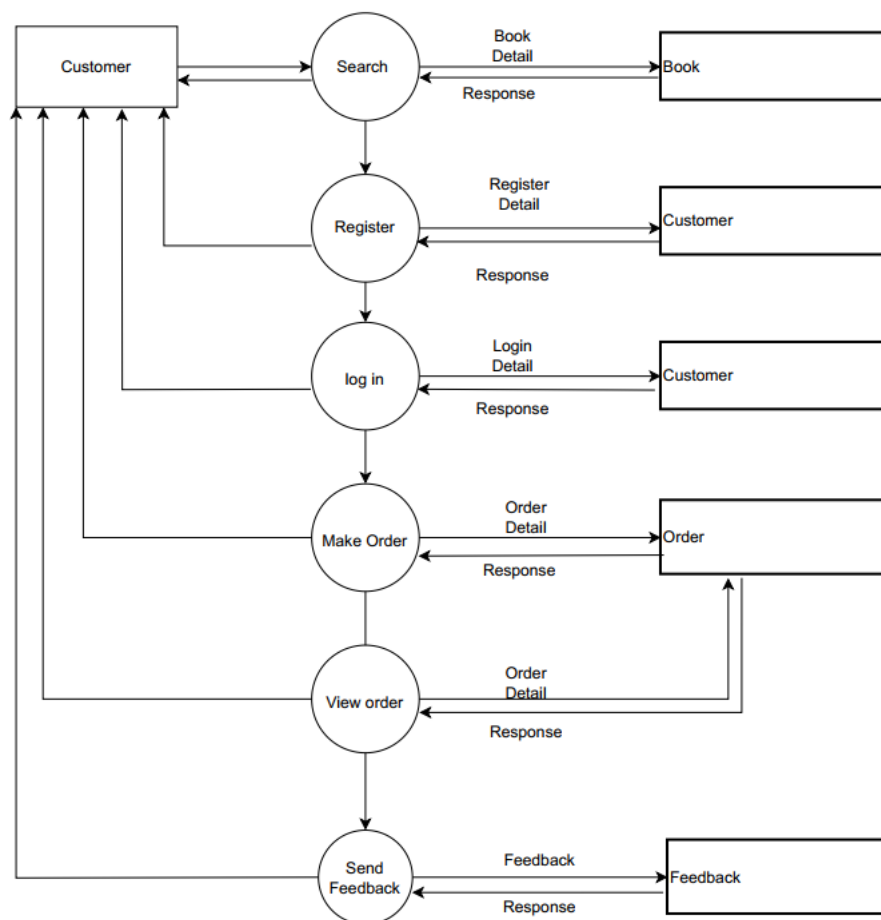 Customer
Search
Book
Detail
Book
Response
Register
Register
Detail
Customer
Response
log in
Login
Detail
Customer
Response
Make Order
Order
Detail
Order
Response
View order
Order
Detail
Response
Send
Feedback
Feedback
Feedback
Response